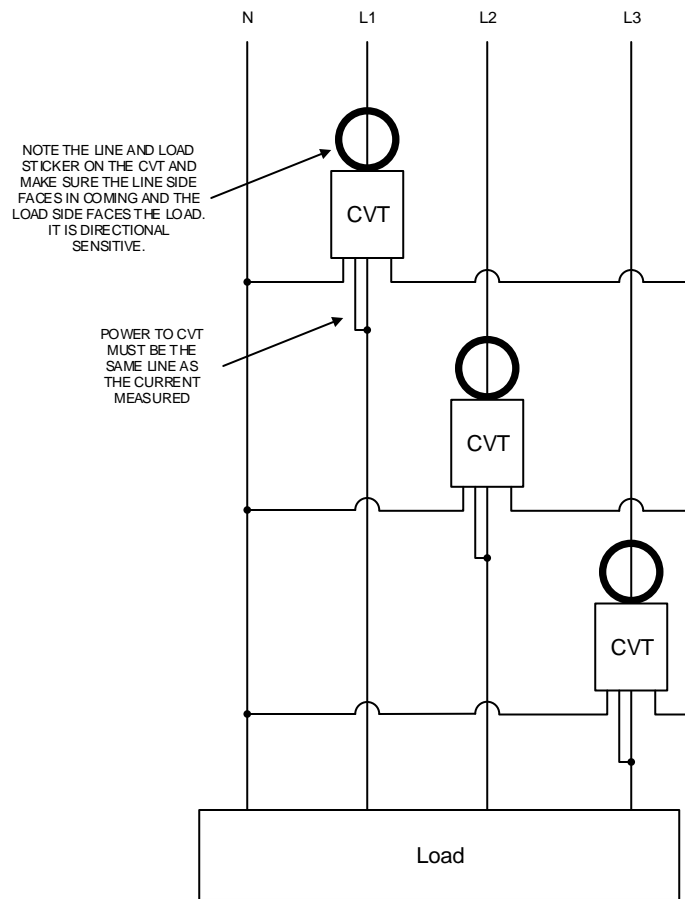 N L1 L2 L3
NOTE THE LINE AND LOAD
STICKER ON THE CVT AND
MAKE SURE THE LINE SIDE
FACES IN COMING AND THE
LOAD SIDE FACES THE LOAD.
IT IS DIRECTIONAL
SENSITIVE.
CVT
POWER TO CVT
MUST BE THE
SAME LINE AS
THE CURRENT
MEASURED
CVT
CVT
Load